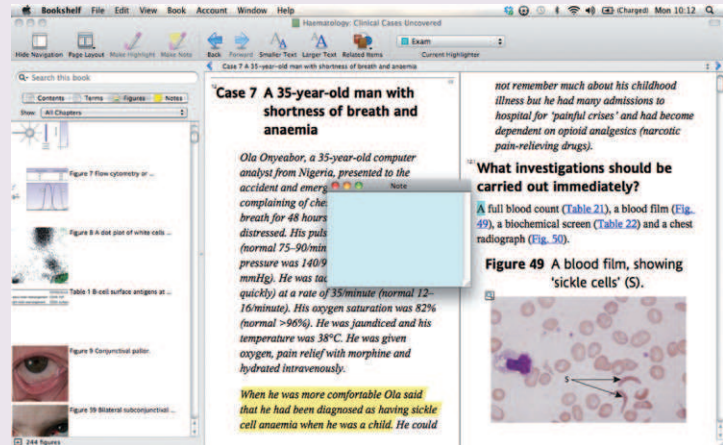 Bookshelf File Edit View Book Account Window Help (Charged) Mon 10:12
Haematology: Clinical Cases Uncovered
Hide Navigation Page Layout Make Highlight Make Note Back Forward Smaller Text Larger Text Related Items Exam Current Highlighter
Case 7 A 35-year-old man with shortness of breath and anaemia
Search this book
Contents Terms Figures Notes
Show: All Chapters
Figure 7 Flow cytometry or ...
Figure 8 A dot plot of white cells ...
Table 1 B-cell surface antigens at ...
Figure 9 Conjunctival pallor.
Figure 39 Bilateral subconjunctival ...
244 figures
Case 7 A 35-year-old man with
shortness of breath and
anaemia
Ola Onyeabor, a 35-year-old computer
analyst from Nigeria, presented to the
accident and emerg
complaining of che
breath for 48 hours
distressed. His puls
(normal 75–90/min
pressure was 140/9
mmHg). He was tac
quickly) at a rate of 35/minute (normal 12–
16/minute). His oxygen saturation was 82%
(normal >96%). He was jaundiced and his
temperature was 38°C. He was given
oxygen, pain relief with morphine and
hydrated intravenously.
When he was more comfortable Ola said
that he had been diagnosed as having sickle
cell anaemia when he was a child. He could
Note
not remember much about his childhood
illness but he had many admissions to
hospital for 'painful crises' and had become
dependent on opioid analgesics (narcotic
pain-relieving drugs).
What investigations should be
carried out immediately?
A full blood count (Table 21), a blood film (Fig.
49), a biochemical screen (Table 22) and a chest
radiograph (Fig. 50).
Figure 49 A blood film, showing
'sickle cells' (S).
S